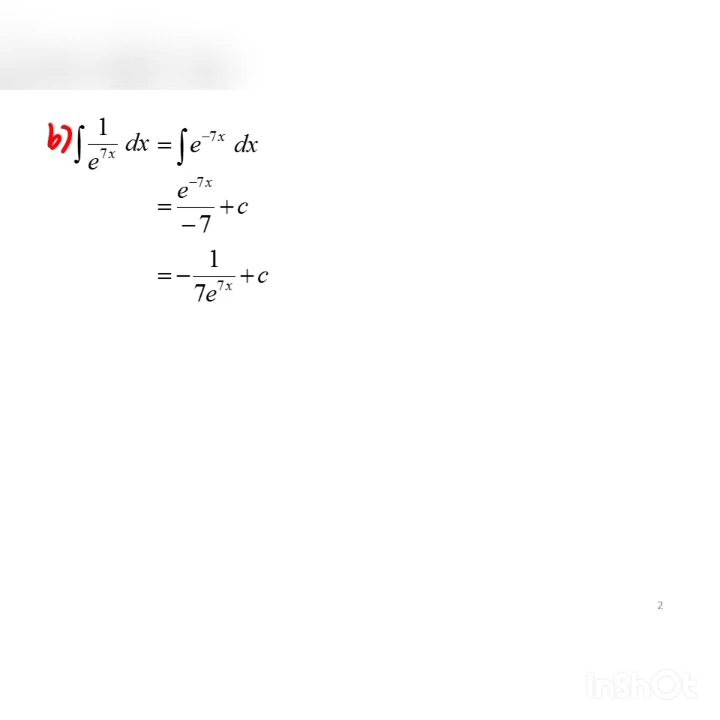 b) ∫ 1/e^{7x} dx = ∫ e^{-7x} dx
= e^{-7x}/-7 + c
= - 1/7e^{7x} + c
2
InShOt